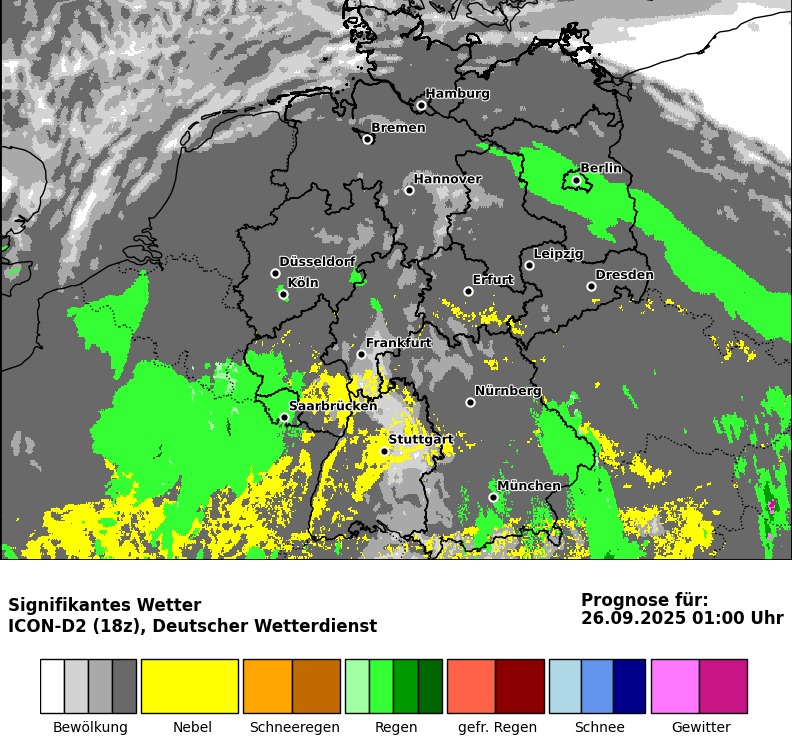 Hamburg
Bremen
Berlin
Hannover
Leipzig
Düsseldorf
Dresden
Köln
Erfurt
Frankfurt
Nürnberg
Saarbrücken
Stuttgart
München
Signifikantes Wetter
ICON-D2 (18z), Deutscher Wetterdienst
Prognose für:
26.09.2025 01:00 Uhr
Bewölkung Nebel Schneeregen Regen gefr. Regen Schnee Gewitter